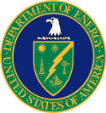 DEPARTMENT OF ENERGY
UNITED STATES OF AMERICA